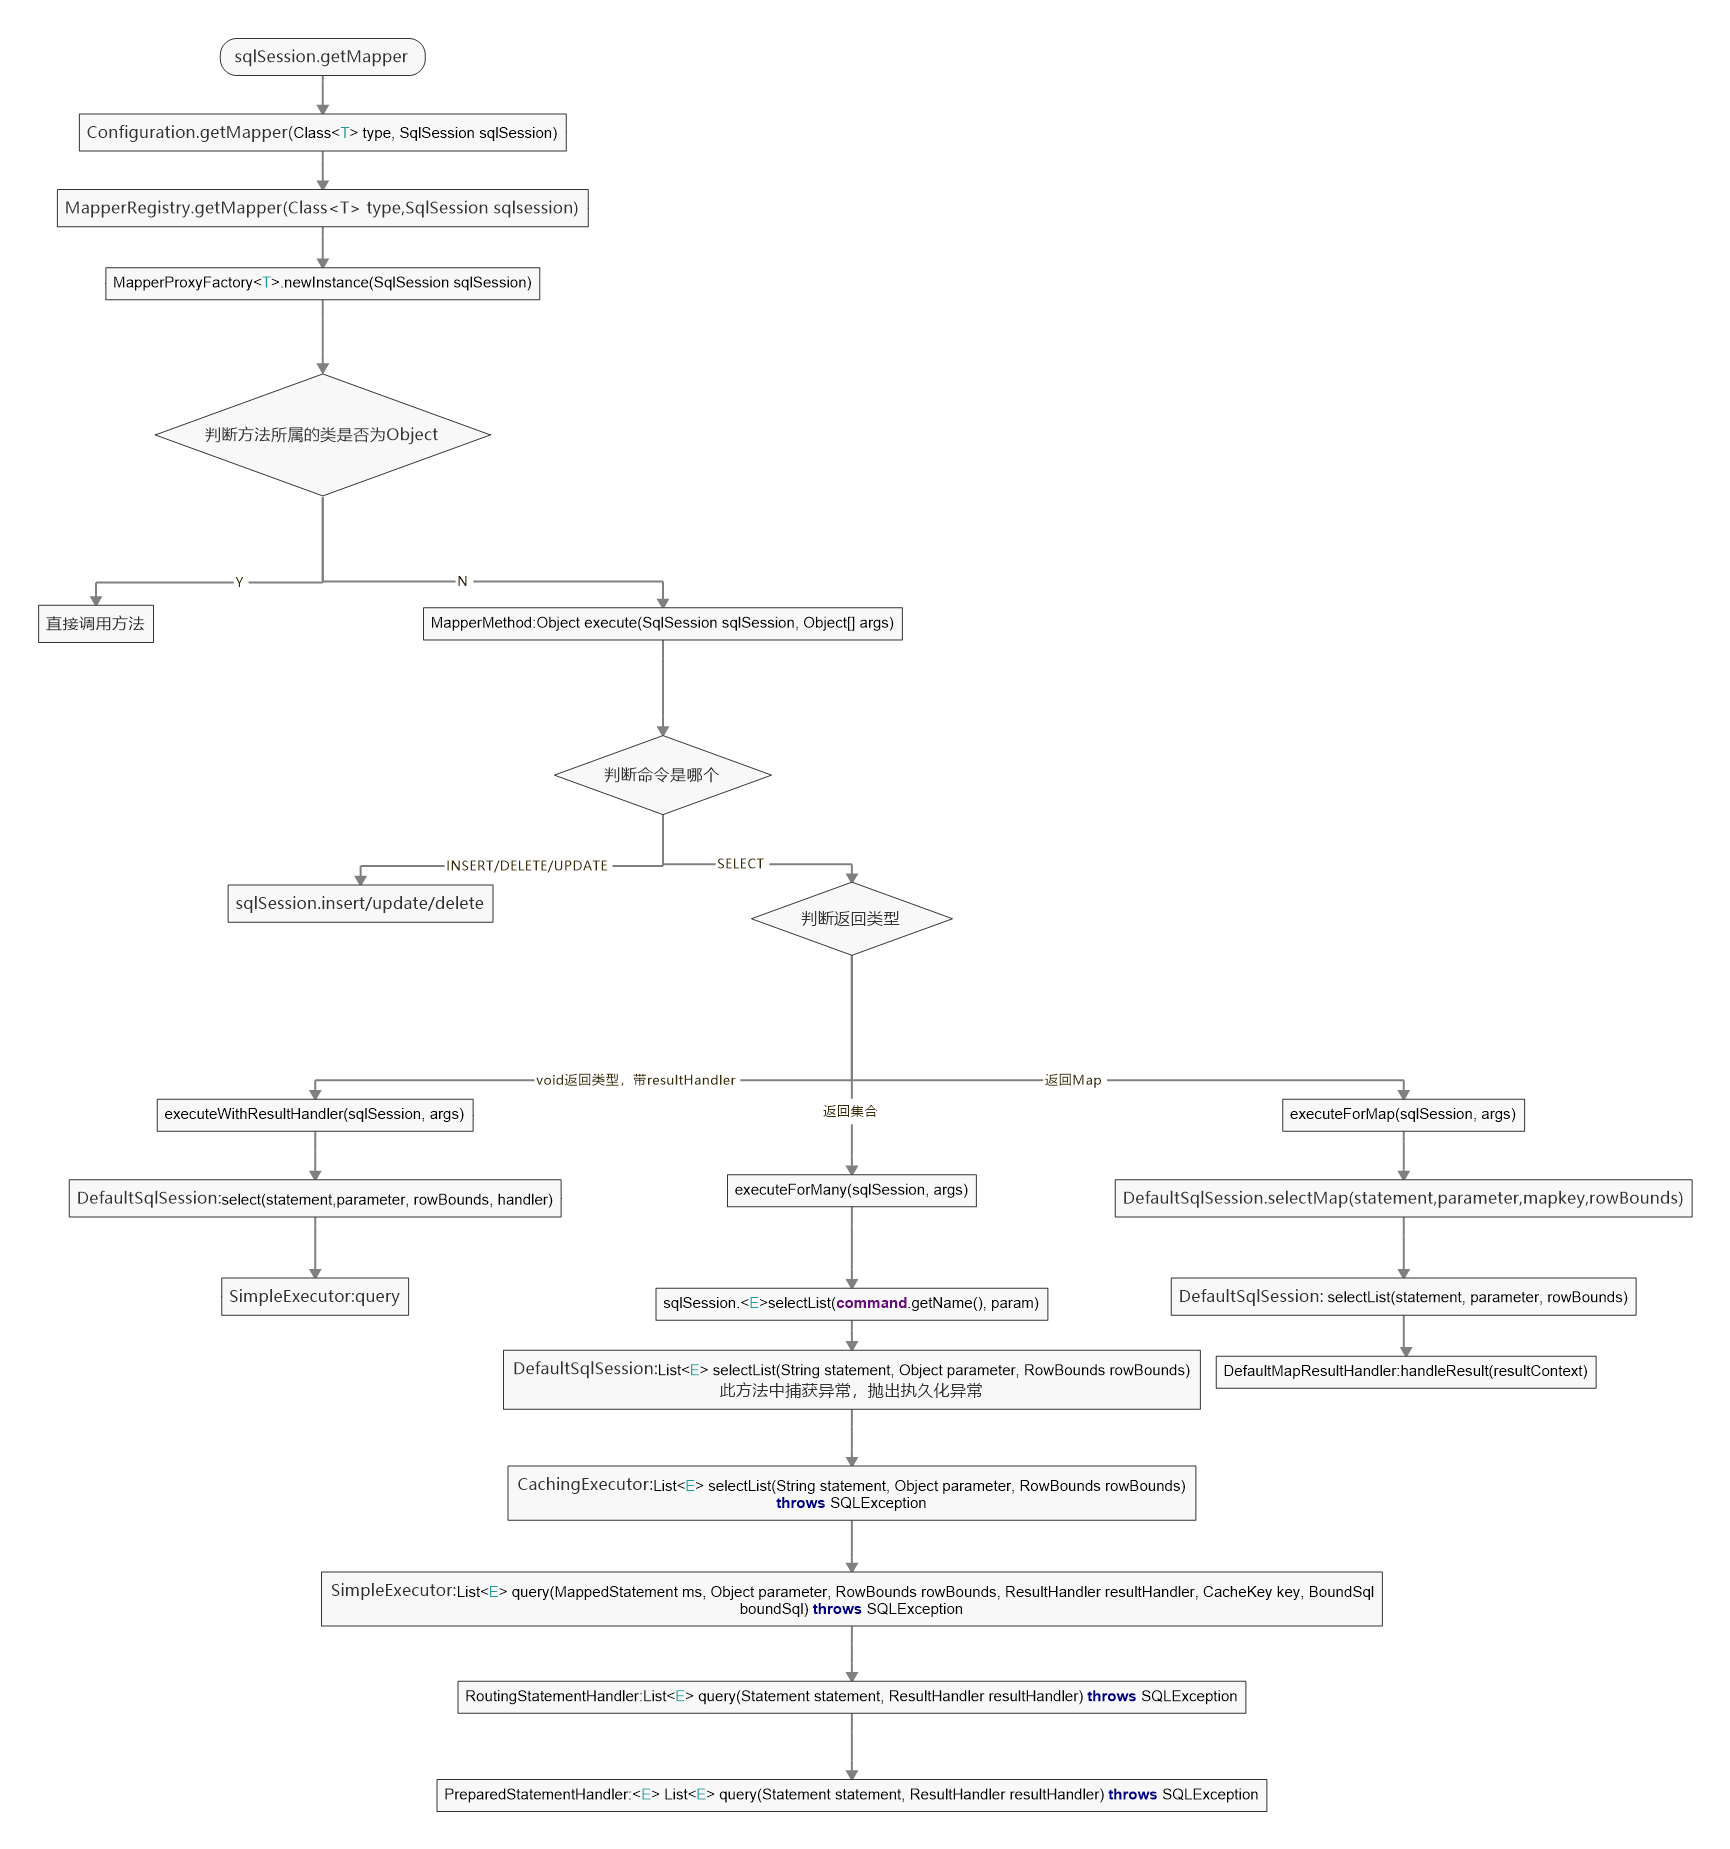 sqlSession.getMapper
Configuration.getMapper(Class<T> type, SqlSession sqlSession)
MapperRegistry.getMapper(Class<T> type,SqlSession sqlsession)
MapperProxyFactory<T>.newInstance(SqlSession sqlSession)
判断方法所属的类是否为Object
Y
N
直接调用方法
MapperMethod:Object execute(SqlSession sqlSession, Object[] args)
判断命令是哪个
INSERT/DELETE/UPDATE
SELECT
sqlSession.insert/update/delete
判断返回类型
void返回类型，带resultHandler
返回集合
返回Map
executeWithResultHandler(sqlSession, args)
DefaultSqlSession:select(statement,parameter, rowBounds, handler)
SimpleExecutor:query
executeForMany(sqlSession, args)
sqlSession.<E>selectList(command.getName(), param)
DefaultSqlSession:List<E> selectList(String statement, Object parameter, RowBounds rowBounds)
此方法中捕获异常，抛出执久化异常
CachingExecutor:List<E> selectList(String statement, Object parameter, RowBounds rowBounds)
throws SQLException
SimpleExecutor:List<E> query(MappedStatement ms, Object parameter, RowBounds rowBounds, ResultHandler resultHandler, CacheKey key, BoundSql
boundSql) throws SQLException
RoutingStatementHandler:List<E> query(Statement statement, ResultHandler resultHandler) throws SQLException
PreparedStatementHandler:<E> List<E> query(Statement statement, ResultHandler resultHandler) throws SQLException
executeForMap(sqlSession, args)
DefaultSqlSession.selectMap(statement,parameter,mapkey,rowBounds)
DefaultSqlSession: selectList(statement, parameter, rowBounds)
DefaultMapResultHandler:handleResult(resultContext)